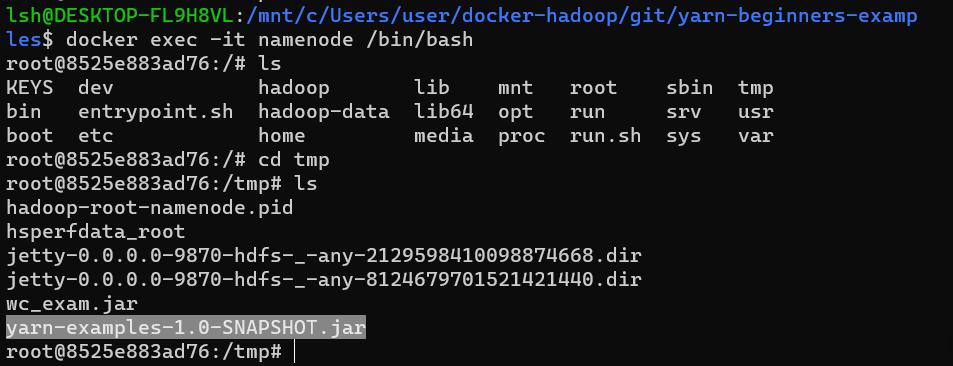 lsh@DESKTOP-FL9H8VL:/mnt/c/Users/user/docker-hadoop/git/yarn-beginners-examp
les$ docker exec -it namenode /bin/bash
root@8525e883ad76:/# ls
KEYS  dev            hadoop       lib    mnt   root    sbin  tmp
bin   entrypoint.sh  hadoop-data  lib64  opt   run     srv   usr
boot  etc            home         media  proc  run.sh  sys   var
root@8525e883ad76:/# cd tmp
root@8525e883ad76:/tmp# ls
hadoop-root-namenode.pid
hsperfdata_root
jetty-0.0.0.0-9870-hdfs-_-any-2129598410098874668.dir
jetty-0.0.0.0-9870-hdfs-_-any-8124679701521421440.dir
wc_exam.jar
yarn-examples-1.0-SNAPSHOT.jar
root@8525e883ad76:/tmp#